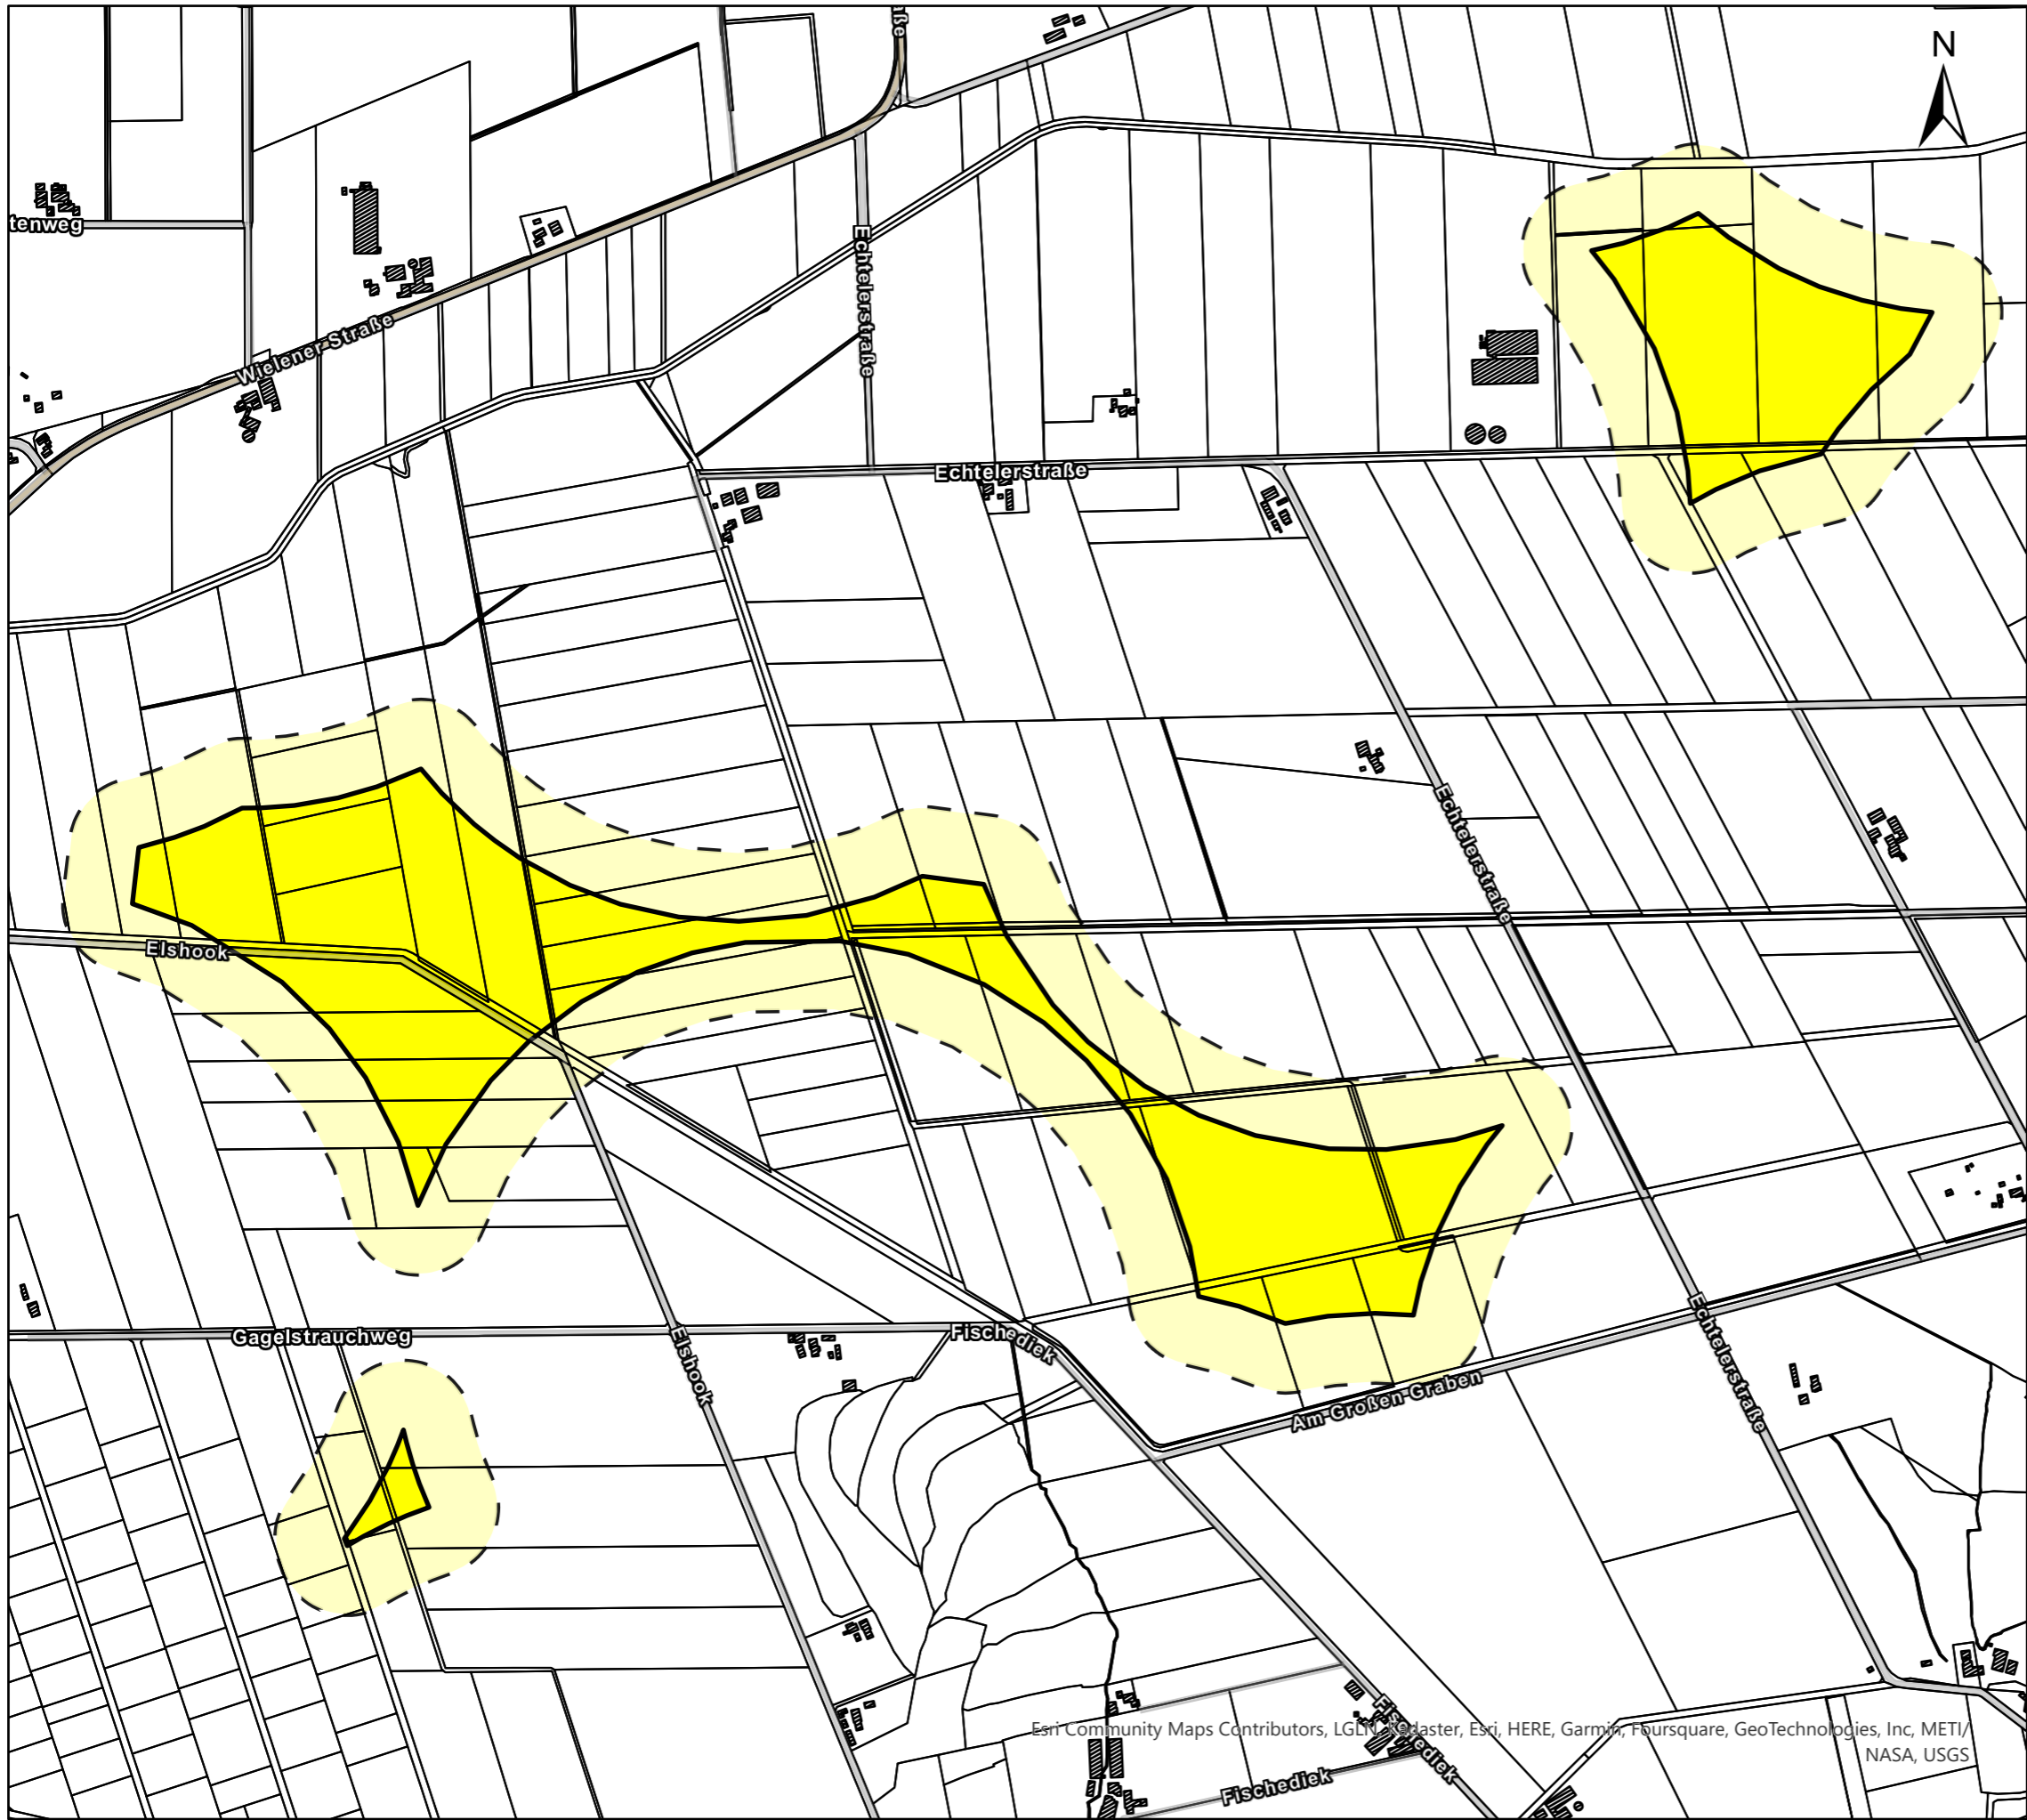 ße
N
tenweg
Echtelerstraße
Wielener Straße
Echtelerstraße
Echtelerstraße
Elshook
Gagelstrauchweg
Elshook
Fischediek
Am Großen Graben
Echtelerstraße
Fischediek
Esri Community Maps Contributors, LGLN, Kadaster, Esri, HERE, Garmin, Foursquare, GeoTechnologies, Inc, METI/
NASA, USGS
Fischediek